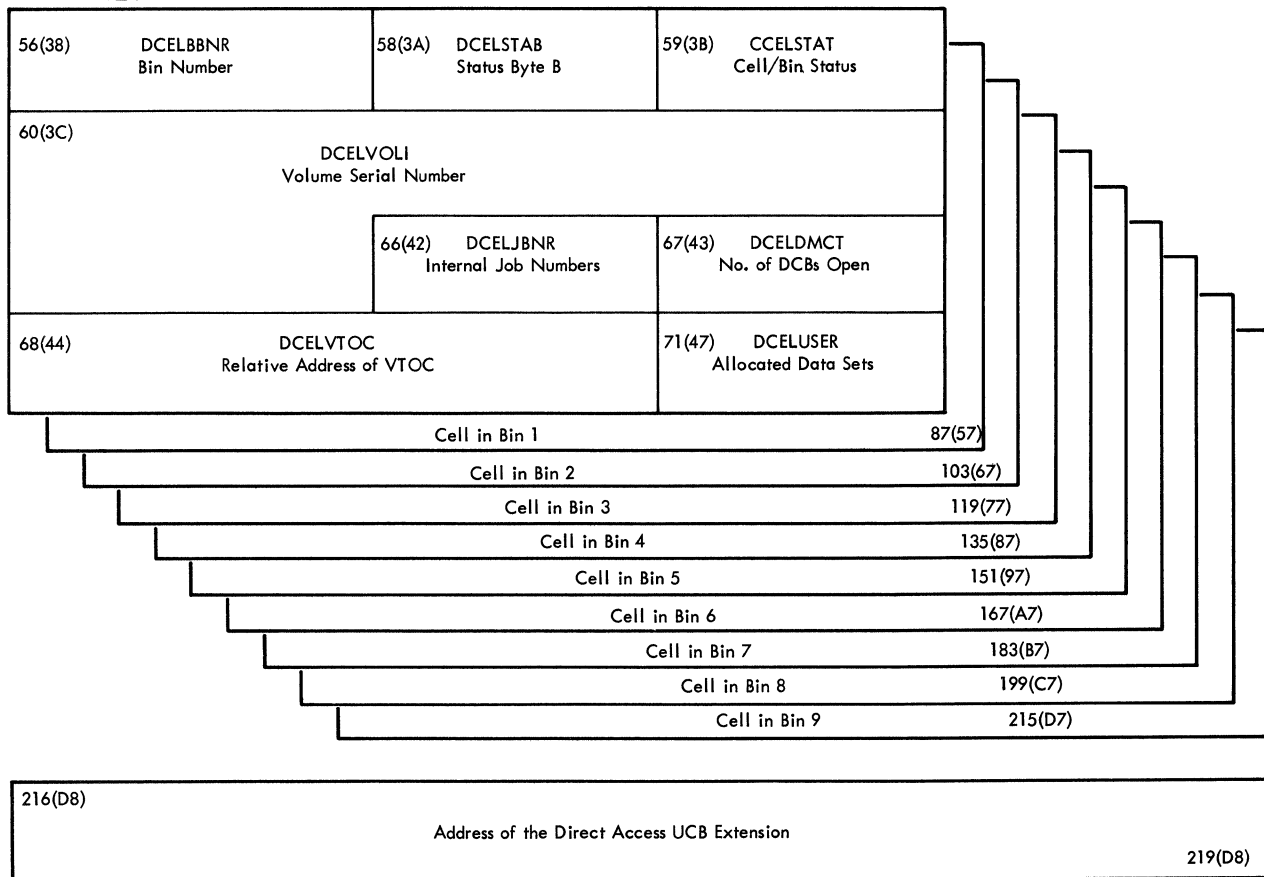 56(38) DCELBBNR
Bin Number
58(3A) DCELSTAB
Status Byte B
59(3B) CCELSTAT
Cell/Bin Status
60(3C)
DCELVOLI
Volume Serial Number
66(42) DCELJBNR
Internal Job Numbers
67(43) DCELDMCT
No. of DCBs Open
68(44) DCELVTOC
Relative Address of VTOC
71(47) DCELUSER
Allocated Data Sets
Cell in Bin 1 87(57)
Cell in Bin 2 103(67)
Cell in Bin 3 119(77)
Cell in Bin 4 135(87)
Cell in Bin 5 151(97)
Cell in Bin 6 167(A7)
Cell in Bin 7 183(B7)
Cell in Bin 8 199(C7)
Cell in Bin 9 215(D7)
216(D8)
Address of the Direct Access UCB Extension
219(D8)